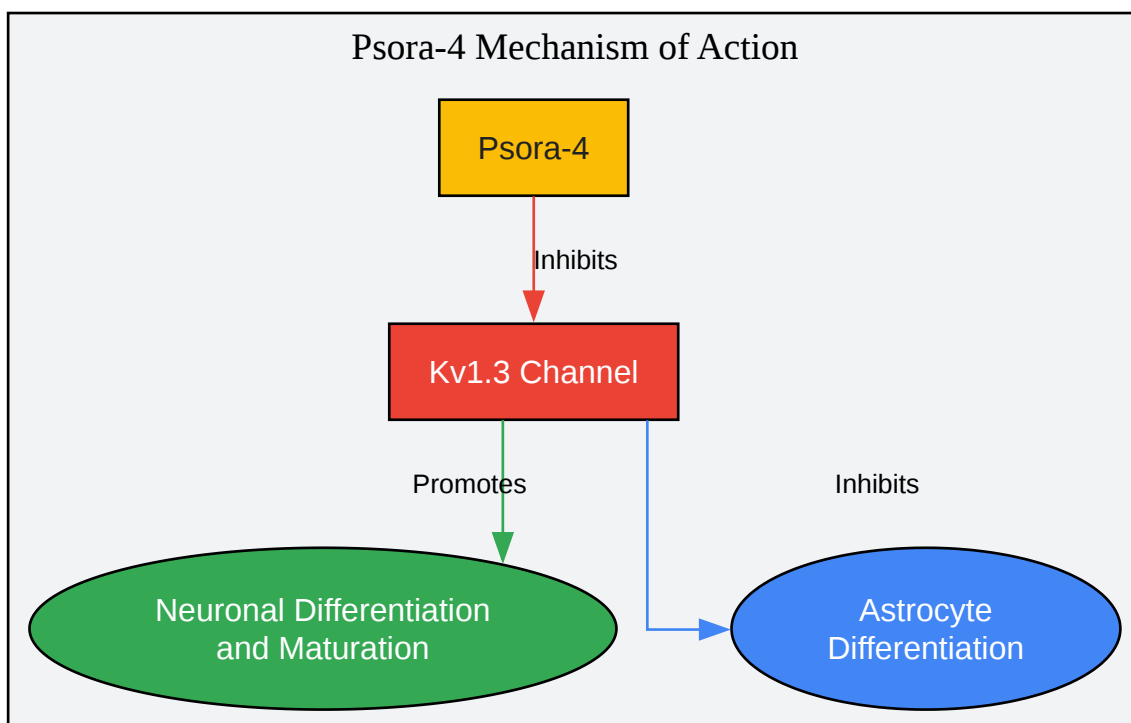 Psora-4 Mechanism of Action
Psora-4
Inhibits
Kv1.3 Channel
Promotes
Inhibits
Neuronal Differentiation
and Maturation
Astrocyte
Differentiation